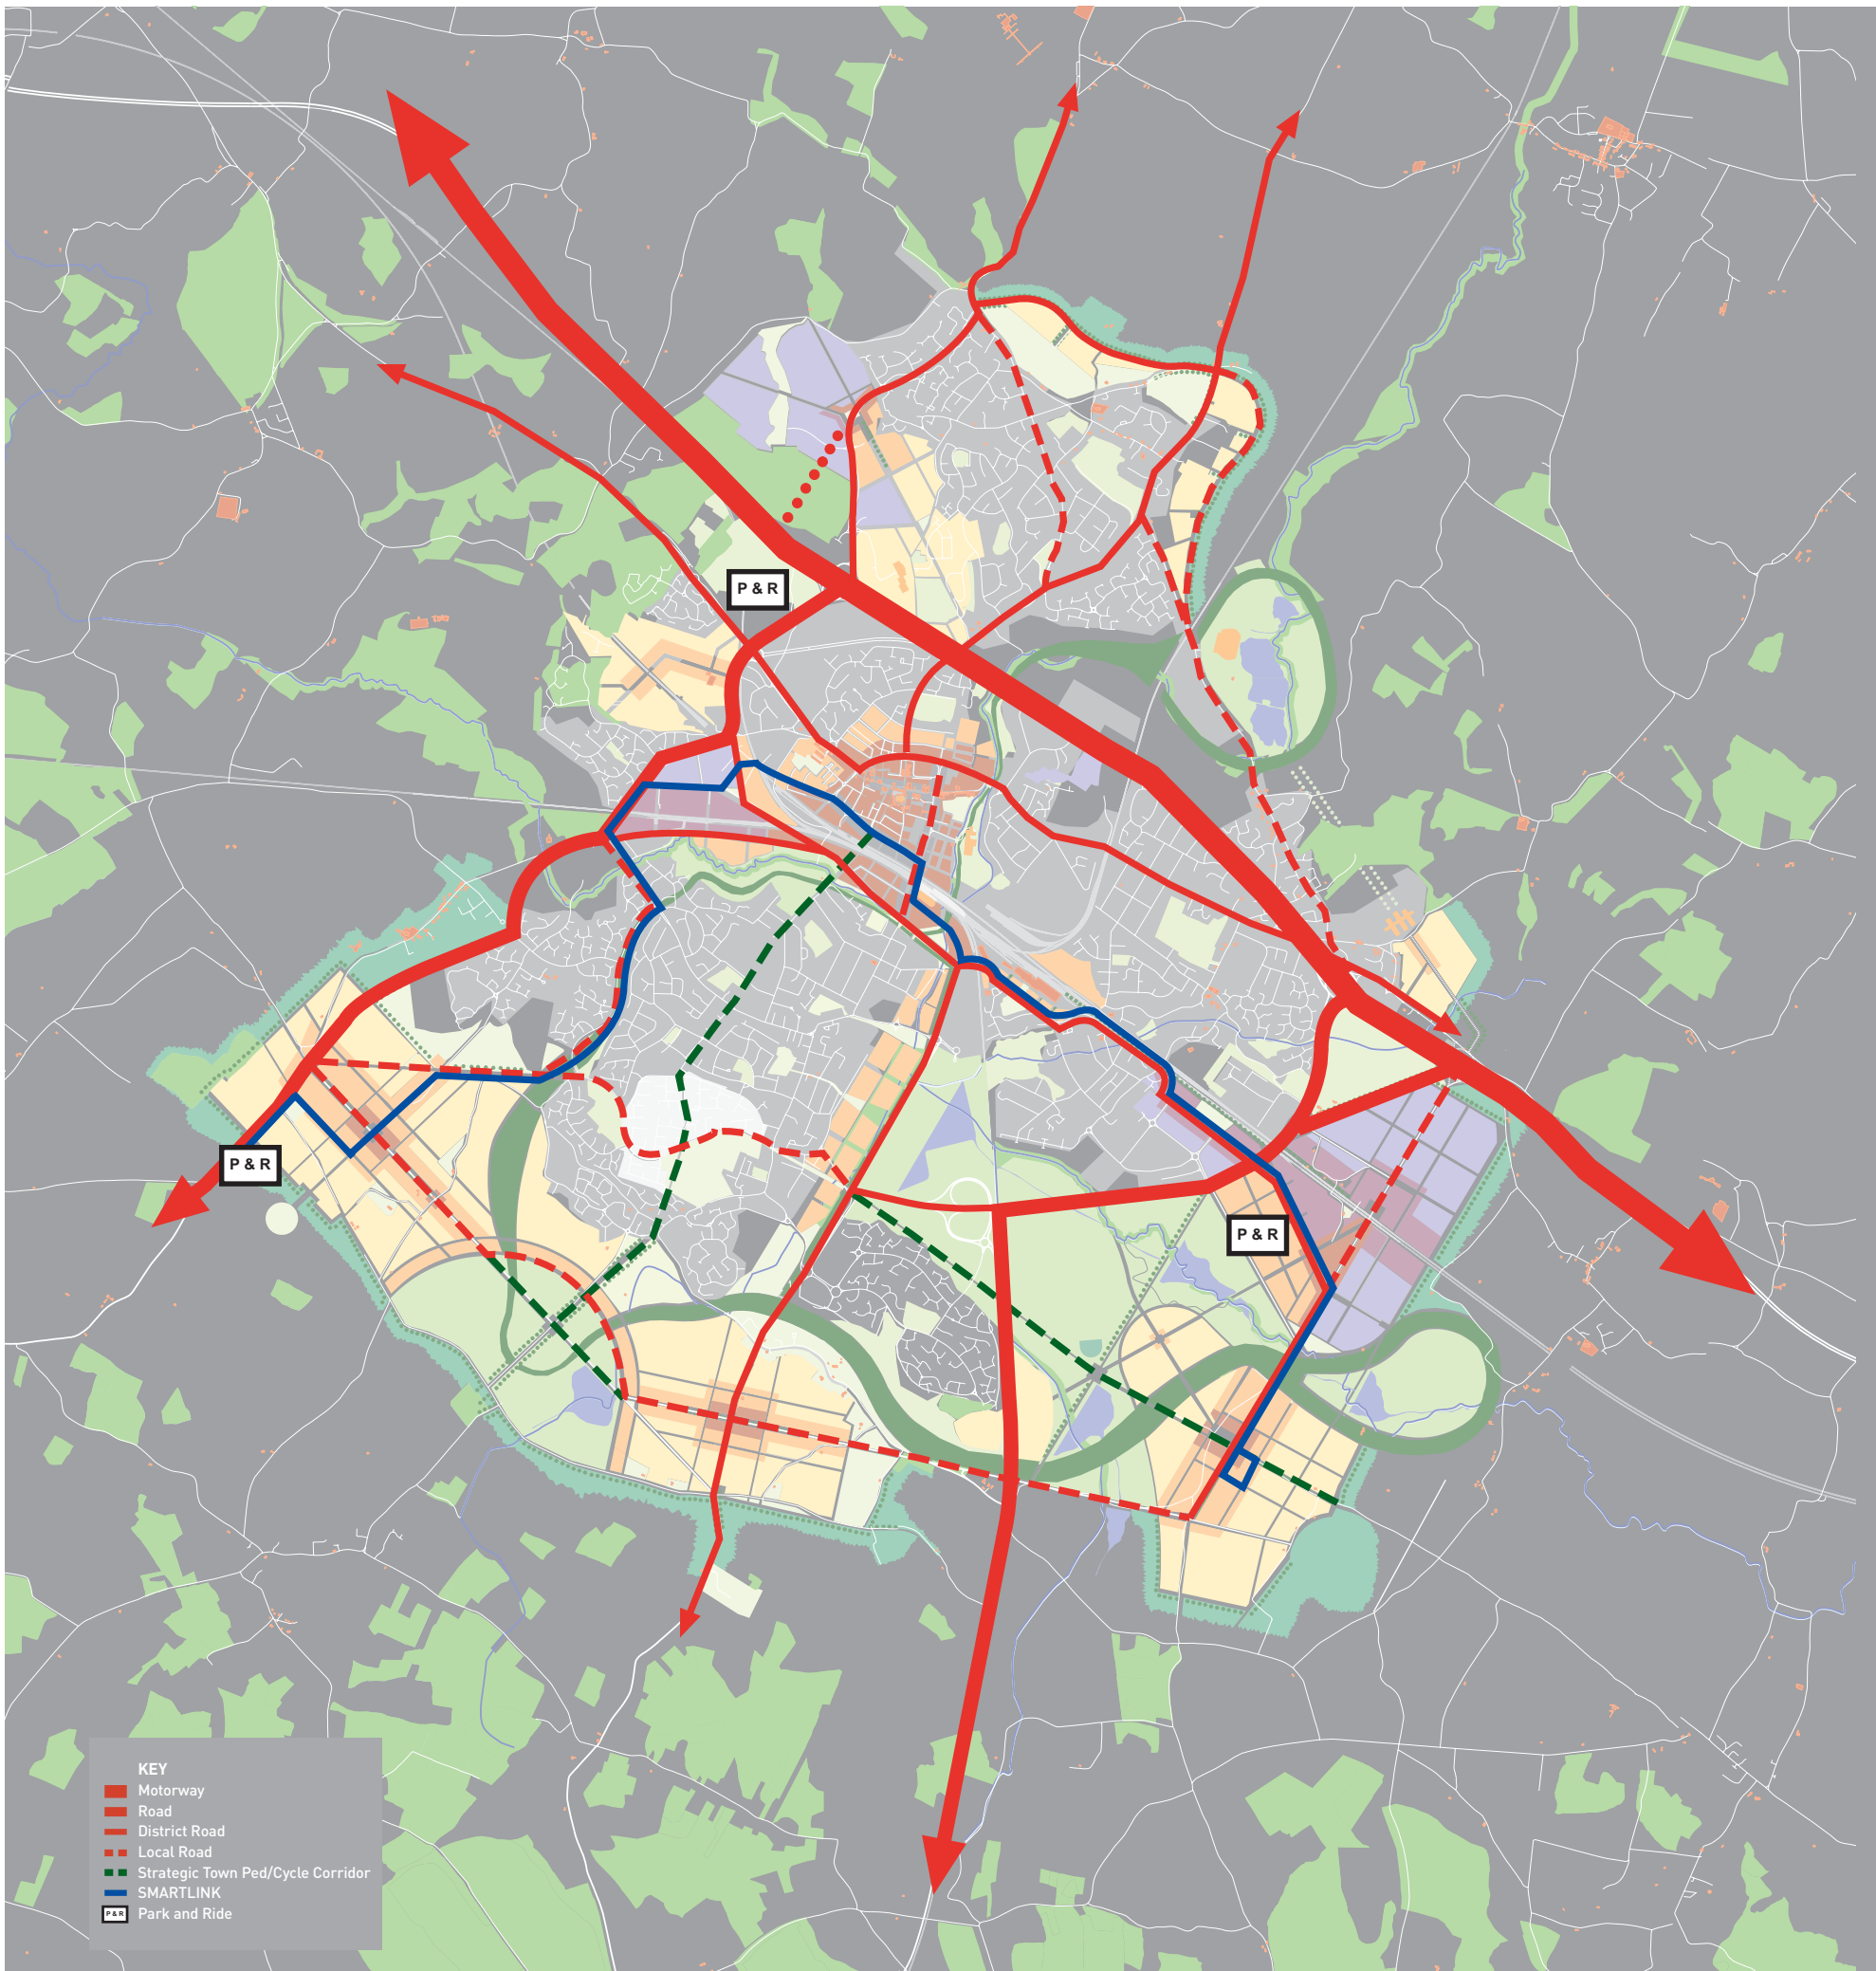 P & R
P & R
P & R
KEY
Motorway
Road
District Road
Local Road
Strategic Town Ped/Cycle Corridor
SMARTLINK
P & R Park and Ride